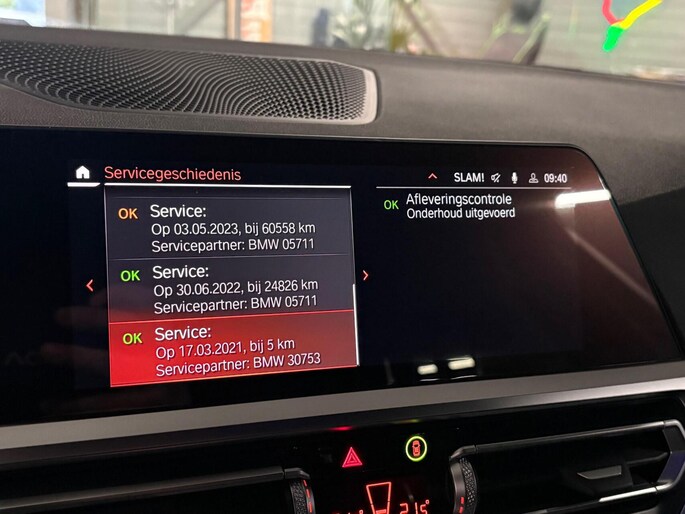 Servicegeschiedenis
SLAM! 09:40
OK Service:
Op 03.05.2023, bij 60558 km
Servicepartner: BMW 05711
OK Service:
Op 30.06.2022, bij 24826 km
Servicepartner: BMW 05711
OK Service:
Op 17.03.2021, bij 5 km
Servicepartner: BMW 30753
OK Afleveringscontrole
Onderhoud uitgevoerd